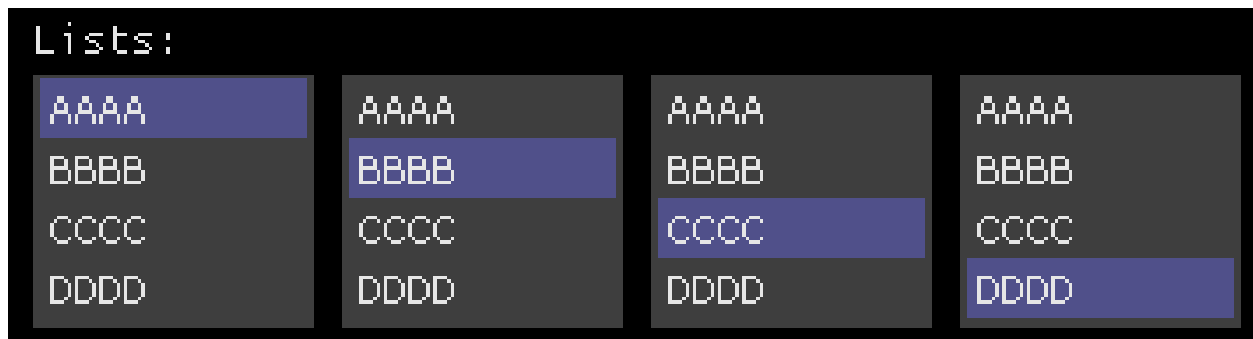 Lists:
AAAA AAAA AAAA AAAA
BBBB BBBB BBBB BBBB
CCCC CCCC CCCC CCCC
DDDD DDDD DDDD DDDD